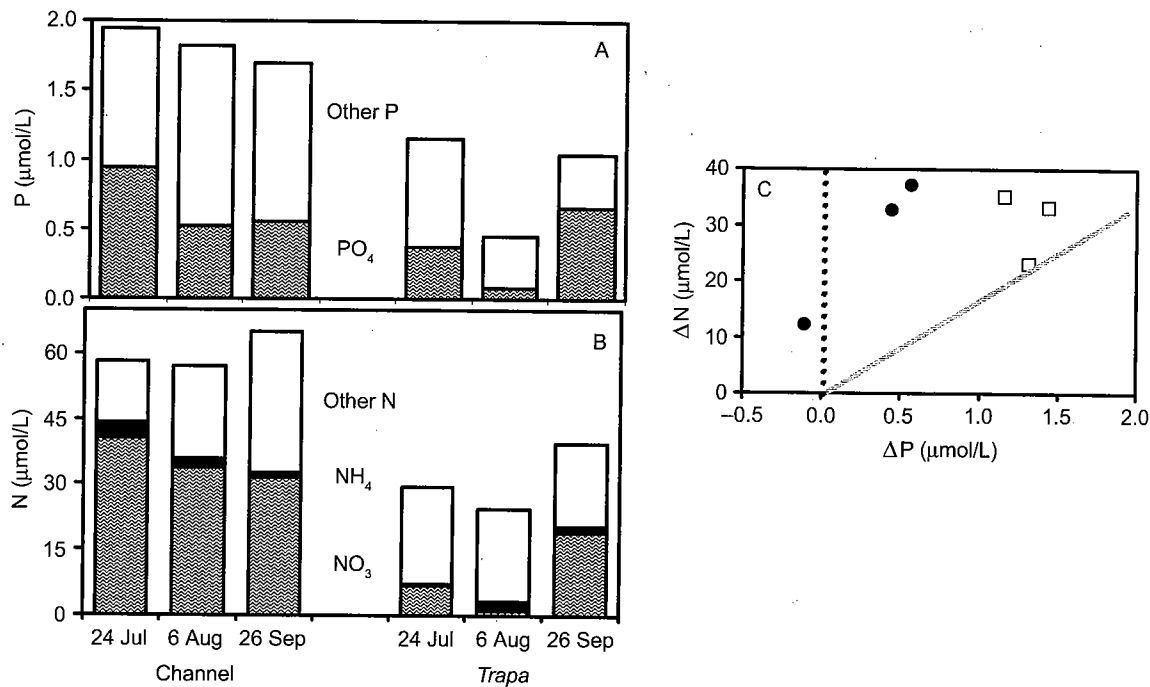 2.0
A
1.5
Other P
P (µmol/L)
1.0
0.5
PO4
0.0
B
60
Other N
45
N (µmol/L)
NH4
30
15
NO3
0
24 Jul 6 Aug 26 Sep 24 Jul 6 Aug 26 Sep
Channel Trapa
40
C
30
ΔN (µmol/L)
20
10
0
–0.5 0.0 0.5 1.0 1.5 2.0
ΔP (µmol/L)